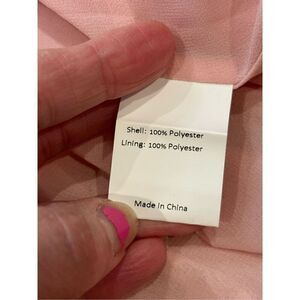 Shell: 100% Polyester
Lining: 100% Polyester
Made in China